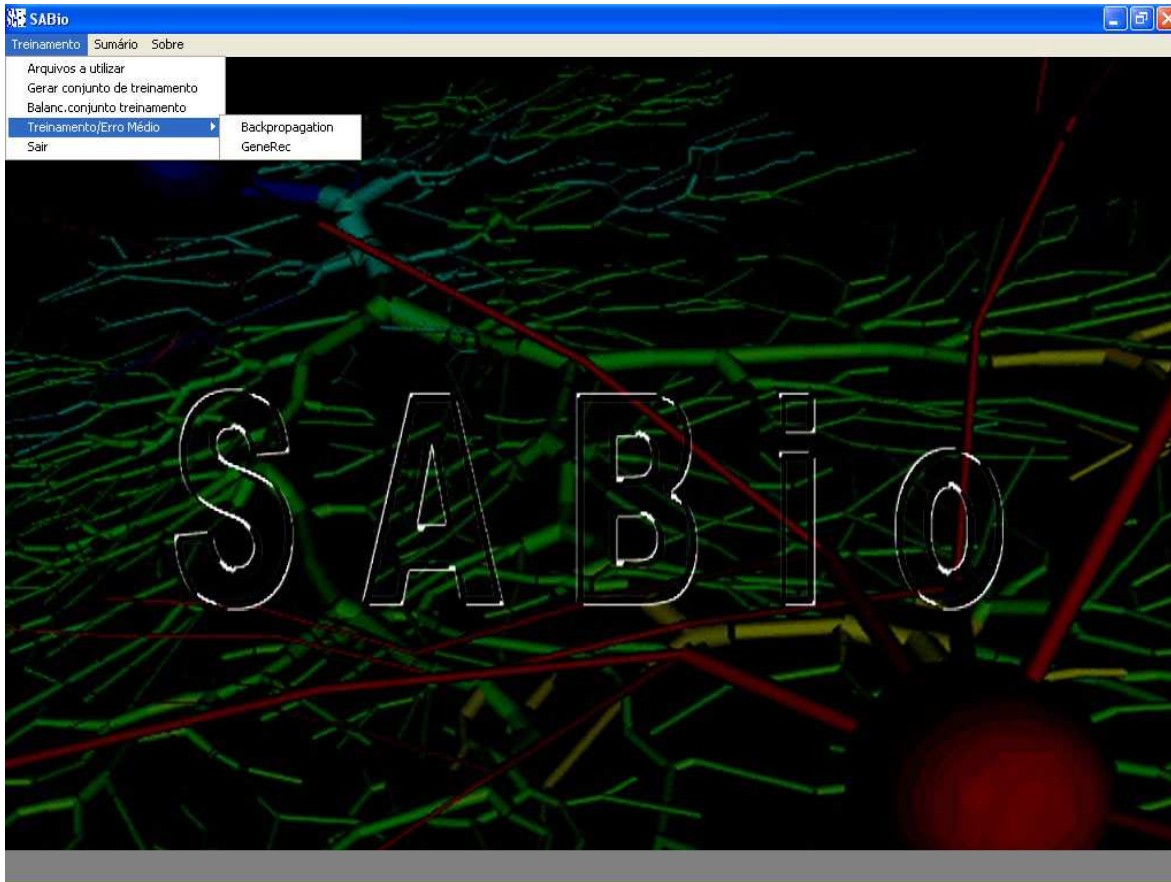 SABio
Treinamento Sumário Sobre
Arquivos a utilizar
Gerar conjunto de treinamento
Balanc.conjunto treinamento
Treinamento/Erro Médio
Backpropagation
Sair
GeneRec
SABio